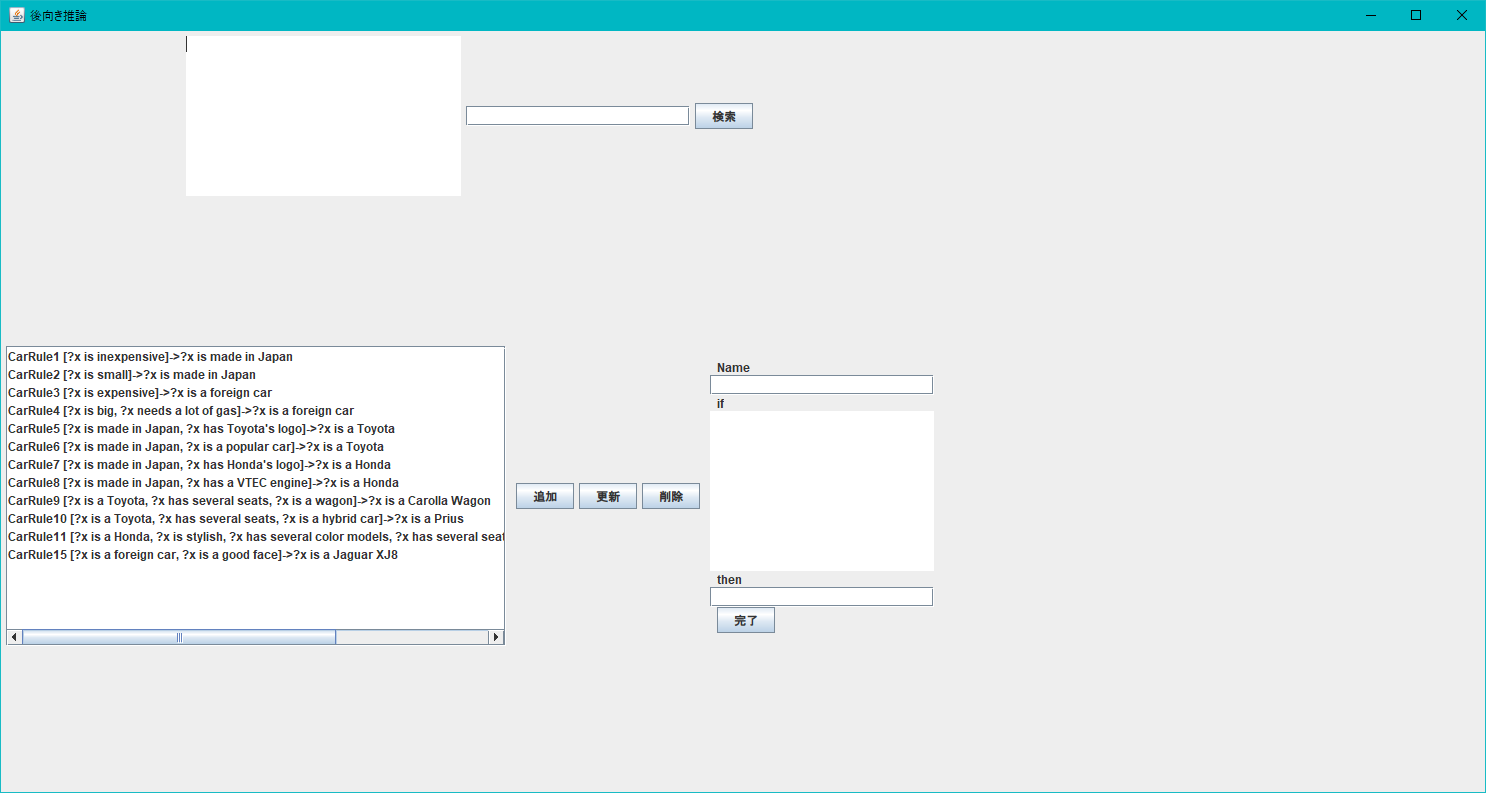 後向き推論
検索
CarRule1 [?x is inexpensive]->?x is made in Japan
CarRule2 [?x is small]->?x is made in Japan
CarRule3 [?x is expensive]->?x is a foreign car
CarRule4 [?x is big, ?x needs a lot of gas]->?x is a foreign car
CarRule5 [?x is made in Japan, ?x has Toyota's logo]->?x is a Toyota
CarRule6 [?x is made in Japan, ?x is a popular car]->?x is a Toyota
CarRule7 [?x is made in Japan, ?x has Honda's logo]->?x is a Honda
CarRule8 [?x is made in Japan, ?x has a VTEC engine]->?x is a Honda
CarRule9 [?x is a Toyota, ?x has several seats, ?x is a wagon]->?x is a Carolla Wagon
CarRule10 [?x is a Toyota, ?x has several seats, ?x is a hybrid car]->?x is a Prius
CarRule11 [?x is a Honda, ?x is stylish, ?x has several color models, ?x has several seat
CarRule15 [?x is a foreign car, ?x is a good face]->?x is a Jaguar XJ8
追加 更新 削除
Name
if
then
完了